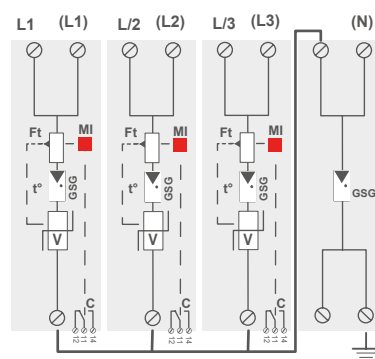 L1 (L1) L/2 (L2) L/3 (L3) (N)
Ft MI Ft MI Ft MI
t° GSG t° GSG t° GSG GSG
V V V
C C C
12 11 14 12 11 14 12 11 14